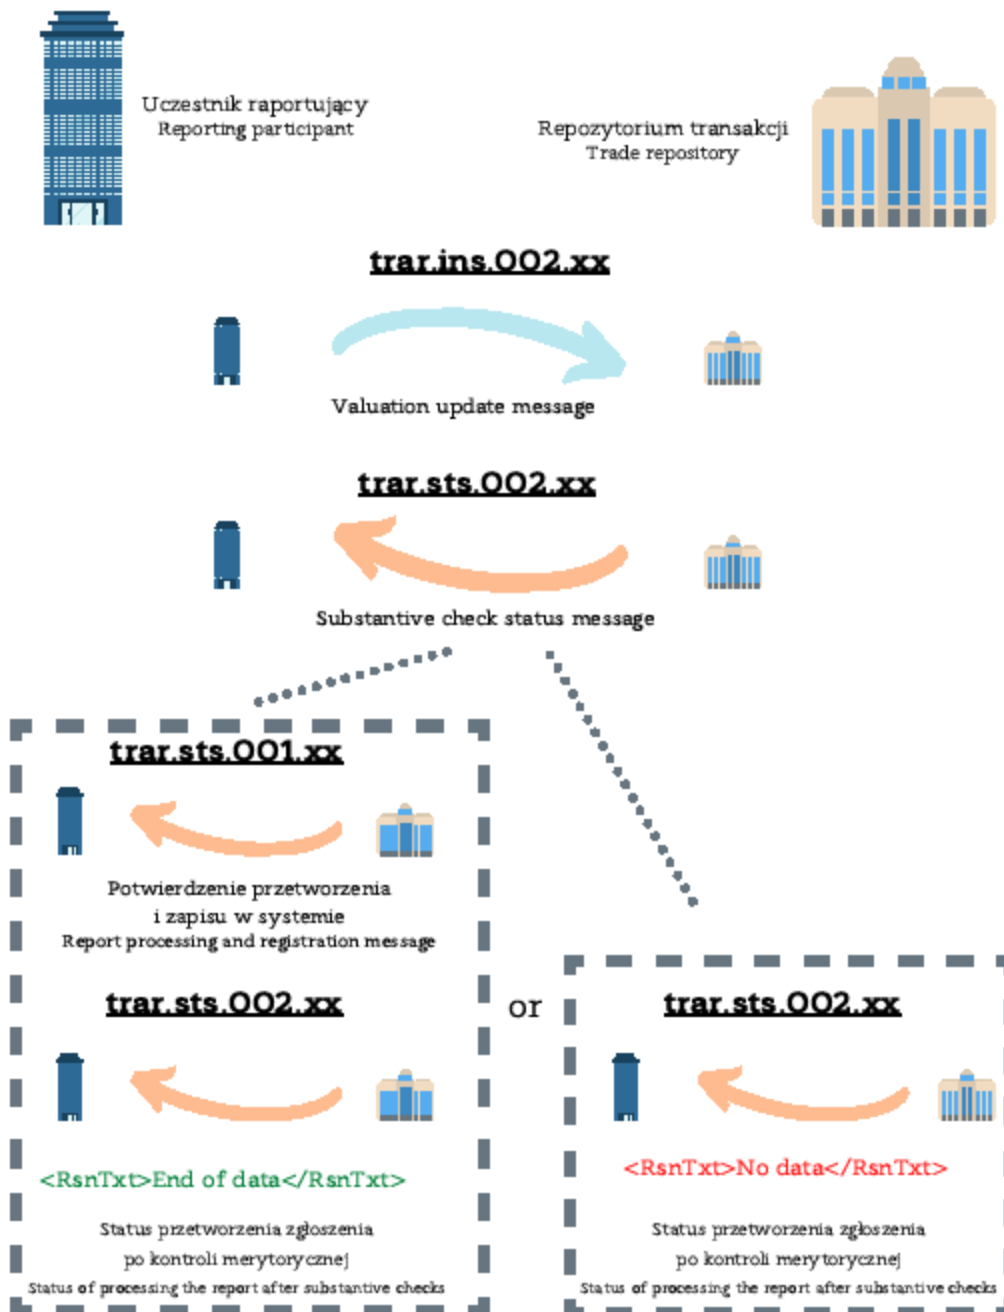 Uczestnik raportujący
Reporting participant
Repozytorium transakcji
Trade repository
trar.ins.002.xx
Valuation update message
trar.sts.002.xx
Substantive check status message
trar.sts.001.xx
Potwierdzenie przetworzenia
i zapisu w systemie
Report processing and registration message
trar.sts.002.xx
<RsnTxt>End of data</RsnTxt>
Status przetworzenia zgłoszenia
po kontroli merytorycznej
Status of processing the report after substantive checks
or
trar.sts.002.xx
<RsnTxt>No data</RsnTxt>
Status przetworzenia zgłoszenia
po kontroli merytorycznej
Status of processing the report after substantive checks